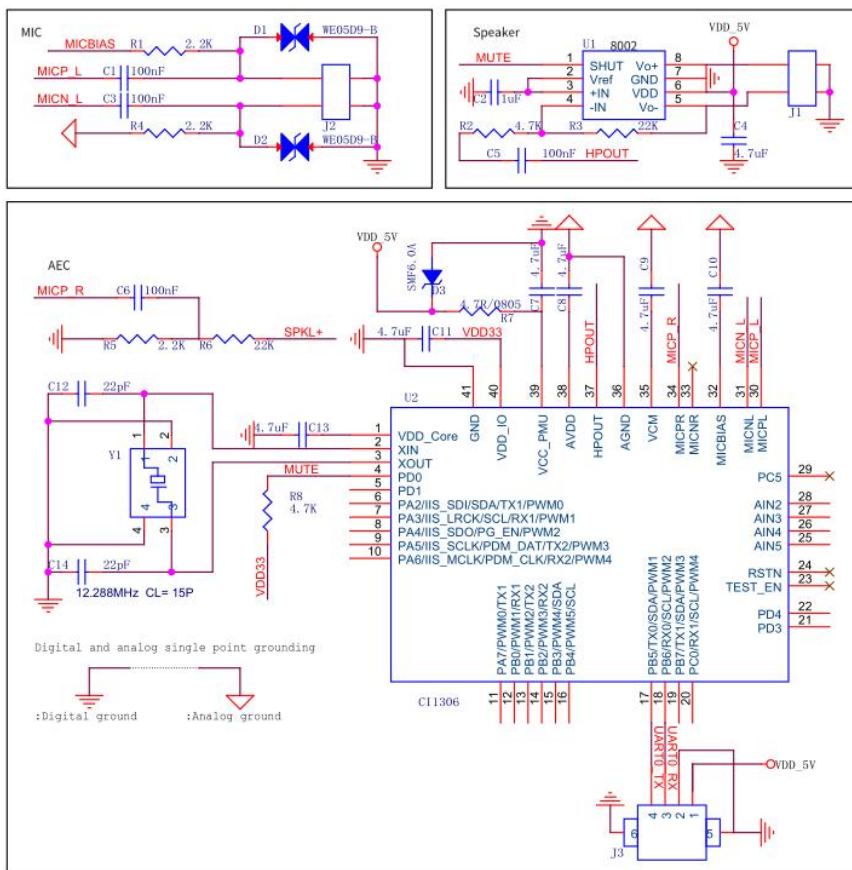 MIC
MICBIAS
R1
2.2K
D1
WE05D9-B
MICP_L
C1
100nF
MICN_L
C3
100nF
J2
R4
2.2K
D2
WE05D9-B
Speaker
VDD_5V
MUTE
U1
8002
1 SHUT Vo+ 8
2 Vref GND 7
3 +IN VDD 6
4 -IN Vo- 5
C2
1uF
J1
R2
4.7K
R3
22K
C4
4.7uF
C5
100nF
HPOUT
AEC
VDD_5V
SMF6.0A
D3
4.7R/0805
R7
4.7uF
C7
4.7uF
C8
C9
4.7uF
C10
4.7uF
MICP_R
C6
100nF
R5
2.2K
R6
22K
SPKL+
4.7uF
C11
VDD33
HPOUT
MICP_R
MICN_L
MICP_L
C12
22pF
Y1
1
2
1
2
4
3
4
3
C14
22pF
12.288MHz CL= 15P
4.7uF
C13
MUTE
R8
4.7K
VDD33
U2
41 GND
40 VDD_IO
39 VCC_PMU
38 AVDD
37 HPOUT
36 AGND
35 VCM
34 MICPR
33 MICNR
32 MICBIAS
31 MICNL
30 MICPL
1 VDD_Core
2 XIN
3 XOUT
4 PD0
5 PD1
6 PA2/IIS_SDI/SDA/TX1/PWM0
7 PA3/IIS_LRCK/SCL/RX1/PWM1
8 PA4/IIS_SDO/PG_EN/PWM2
9 PA5/IIS_SCLK/PDM_DAT/TX2/PWM3
10 PA6/IIS_MCLK/PDM_CLK/RX2/PWM4
PC5 29
AIN2 28
AIN3 27
AIN4 26
AIN5 25
RSTN 24
TEST_EN 23
PD4 22
PD3 21
PA7/PWM0/TX1 11
PB0/PWM1/RX1 12
PB1/PWM2/TX2 13
PB2/PWM3/RX2 14
PB3/PWM4/SDA 15
PB4/PWM5/SCL 16
PB5/TX0/SDA/PWM1 17
PB6/RX0/SCL/PWM2 18
PB7/TX1/SDA/PWM3 19
PC0/RX1/SCL/PWM4 20
CI1306
Digital and analog single point grounding
:Digital ground
:Analog ground
UART0_TX
UART0_RX
VDD_5V
6
4
3
2
1
5
J3